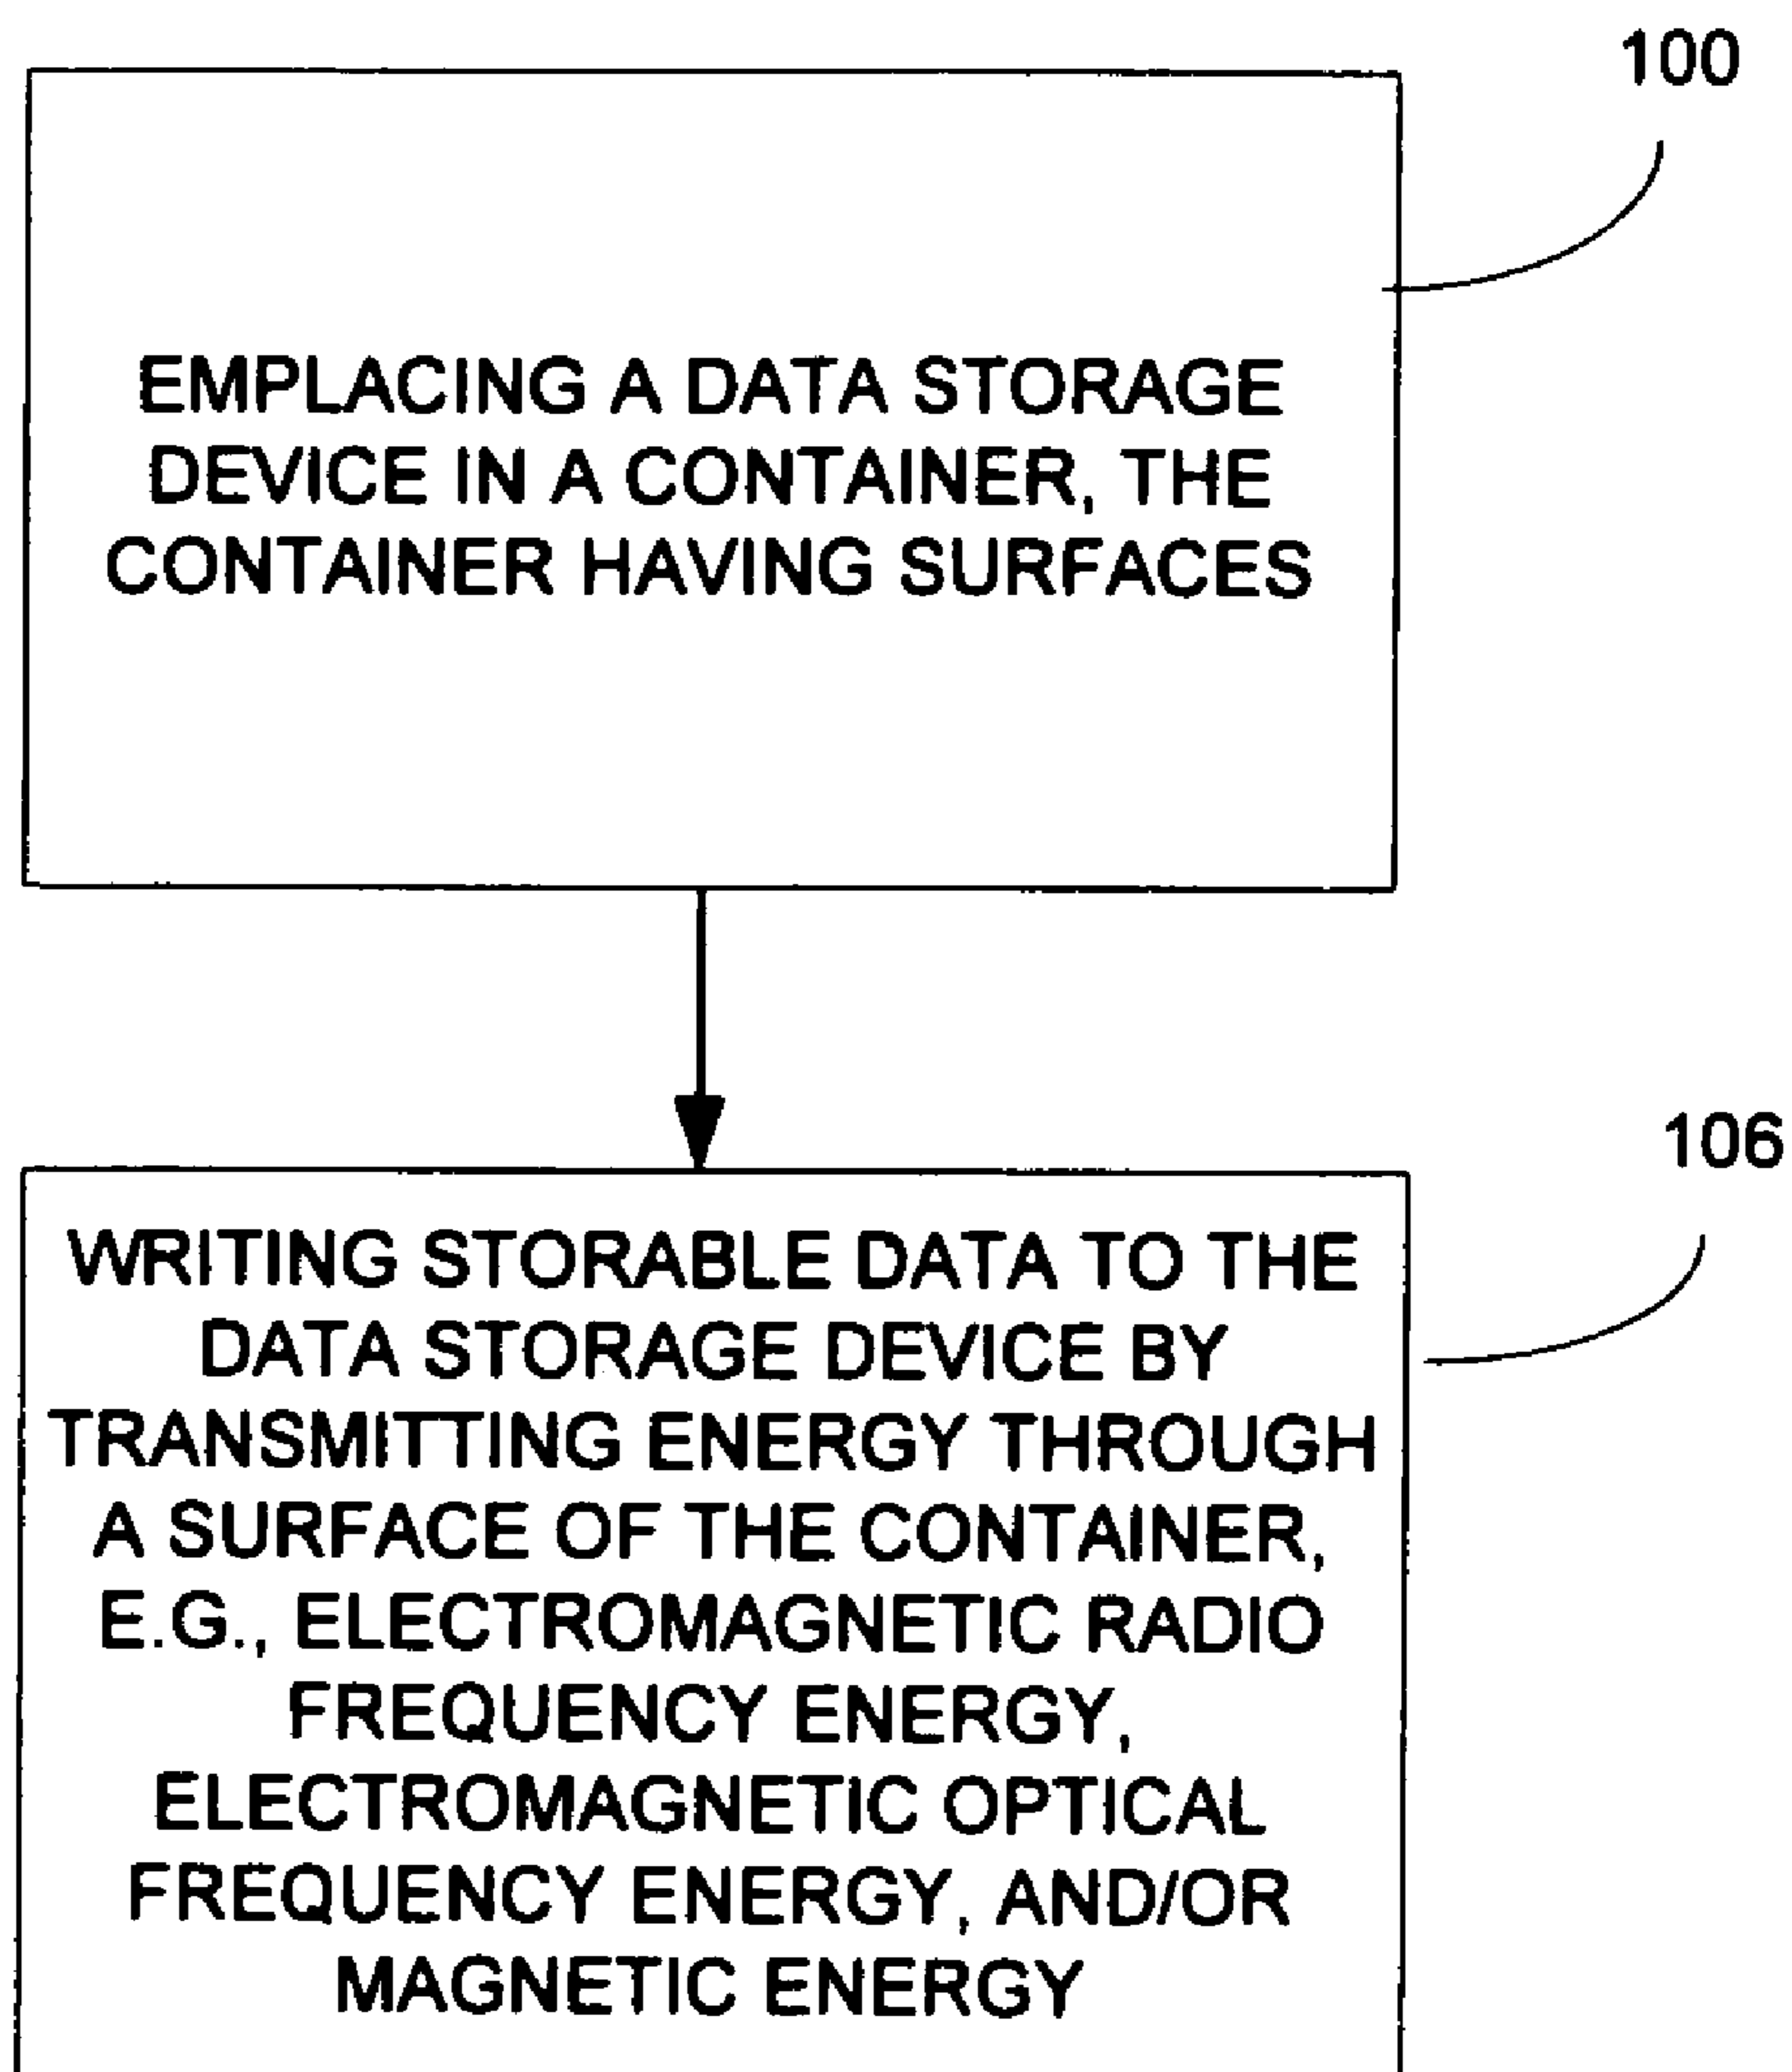 100
EMPLACING A DATA STORAGE
DEVICE IN A CONTAINER, THE
CONTAINER HAVING SURFACES
106
WRITING STORABLE DATA TO THE
DATA STORAGE DEVICE BY
TRANSMITTING ENERGY THROUGH
A SURFACE OF THE CONTAINER,
E.G., ELECTROMAGNETIC RADIO
FREQUENCY ENERGY,
ELECTROMAGNETIC OPTICAL
FREQUENCY ENERGY, AND/OR
MAGNETIC ENERGY